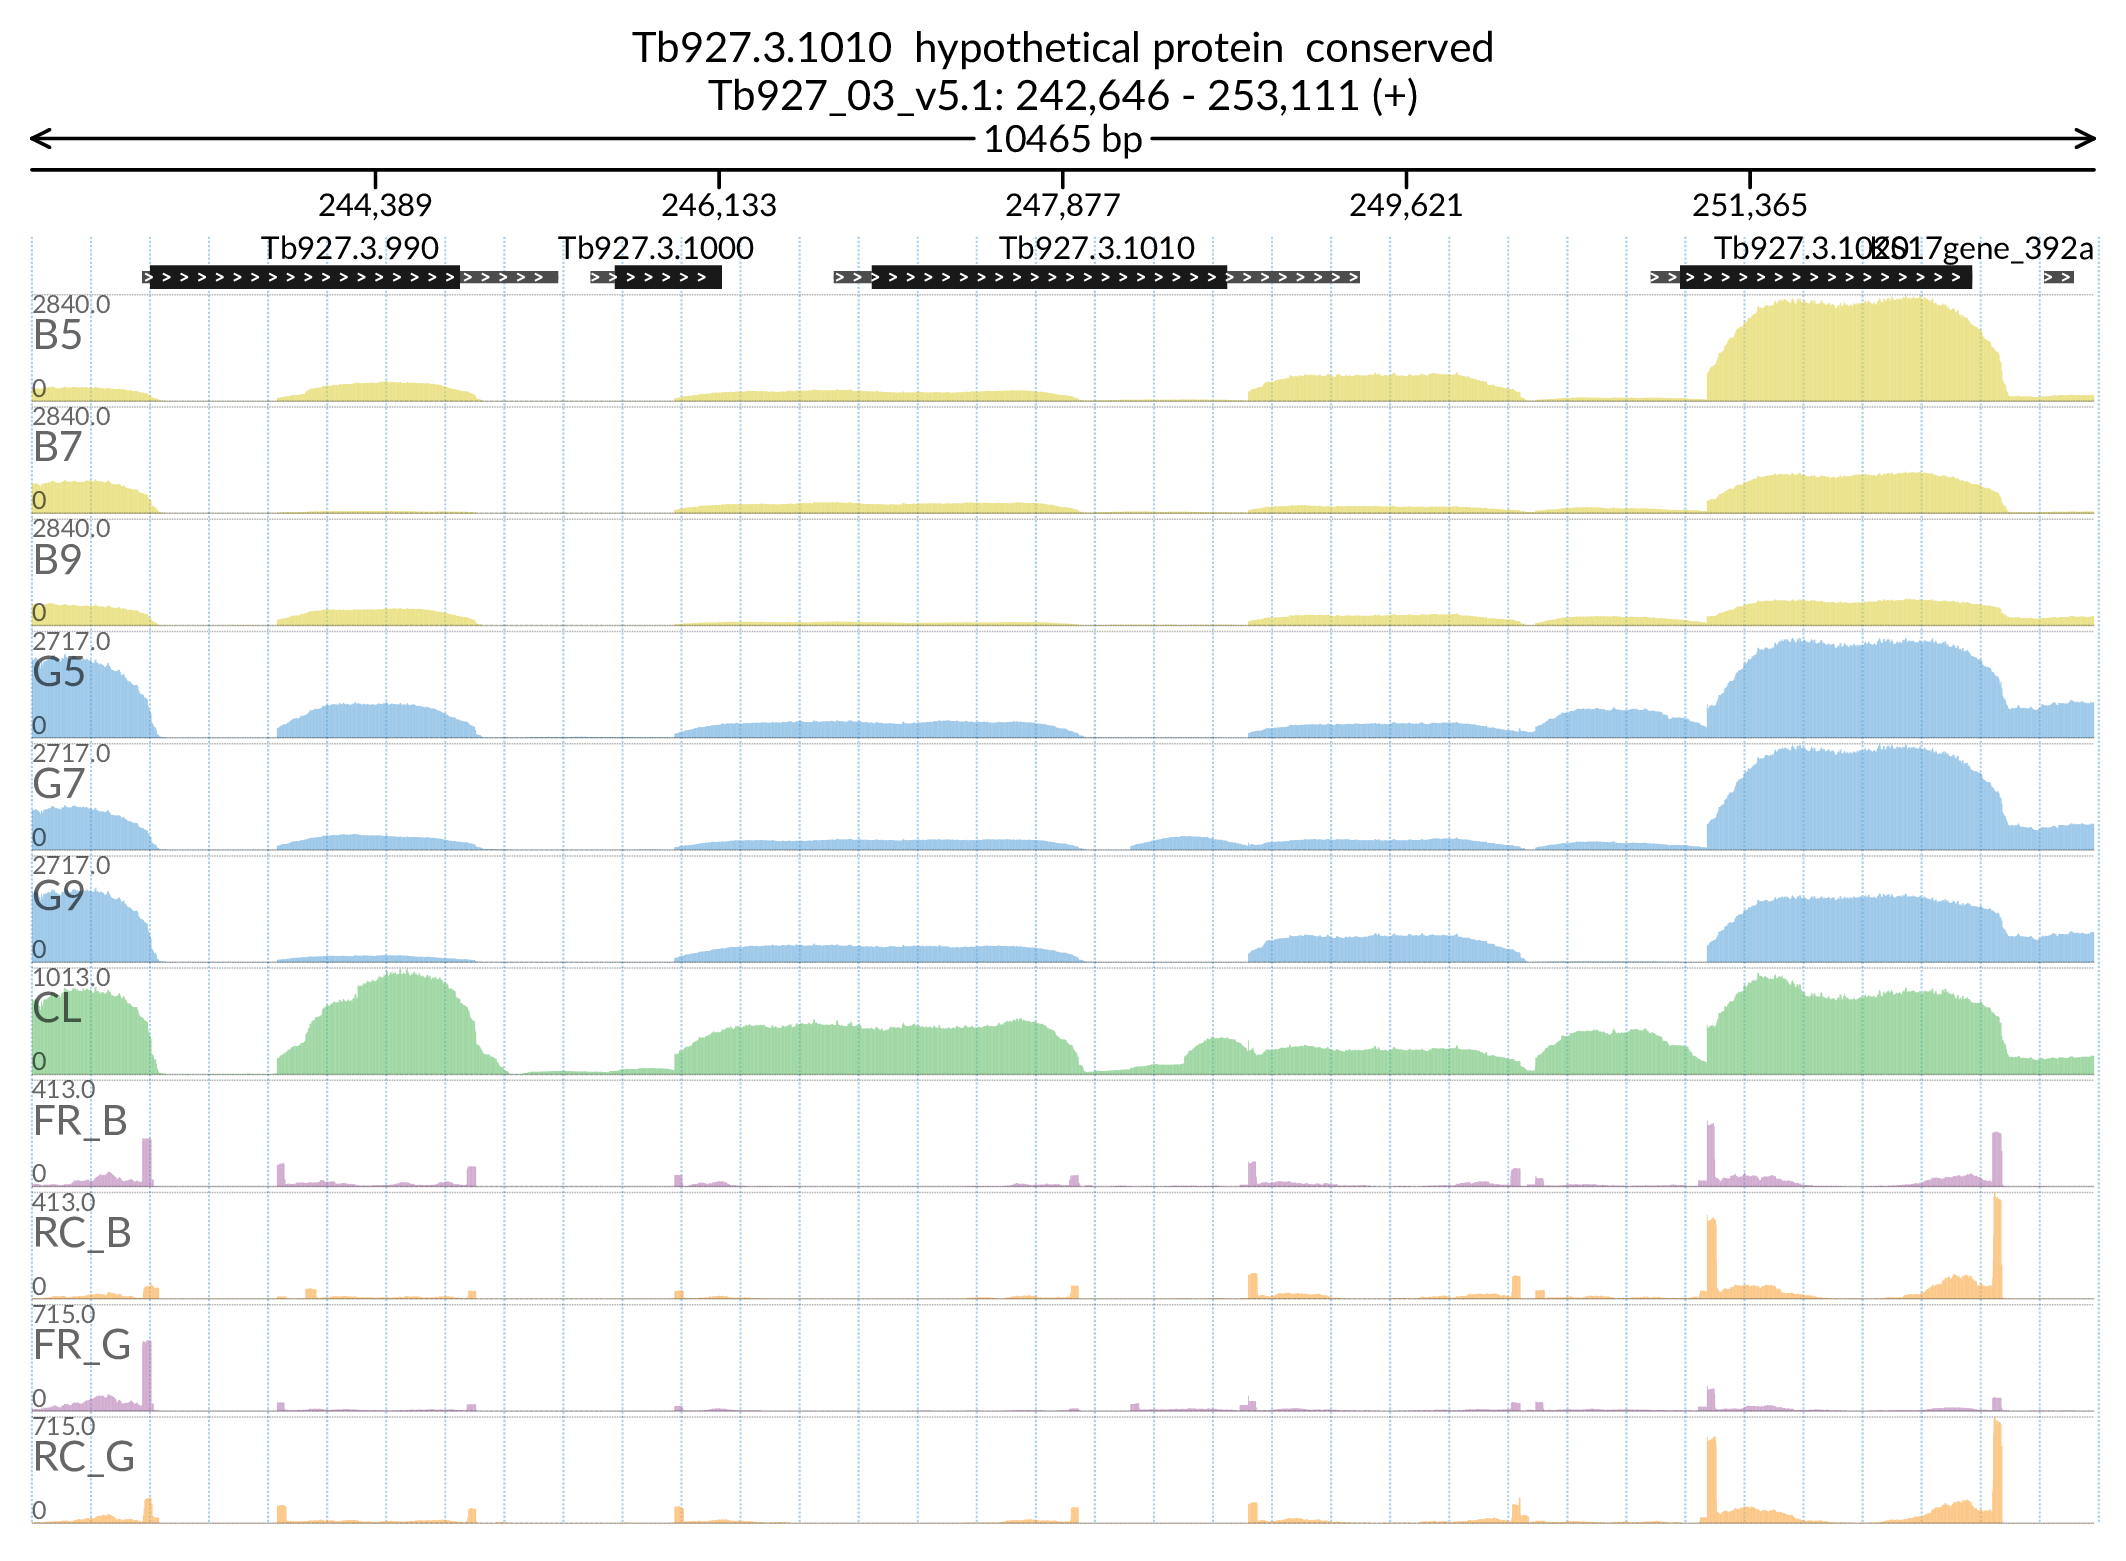 Tb927.3.1010 hypothetical protein conserved
Tb927_03_v5.1: 242,646 - 253,111 (+)
10465 bp
244,389 246,133 247,877 249,621 251,365
Tb927.3.990 Tb927.3.1000 Tb927.3.1010 Tb927.3.1020 KS17gene_392a
2840.0
B5
0
2840.0
B7
0
2840.0
B9
0
2717.0
G5
0
2717.0
G7
0
2717.0
G9
0
1013.0
CL
0
413.0
FR_B
0
413.0
RC_B
0
715.0
FR_G
0
715.0
RC_G
0